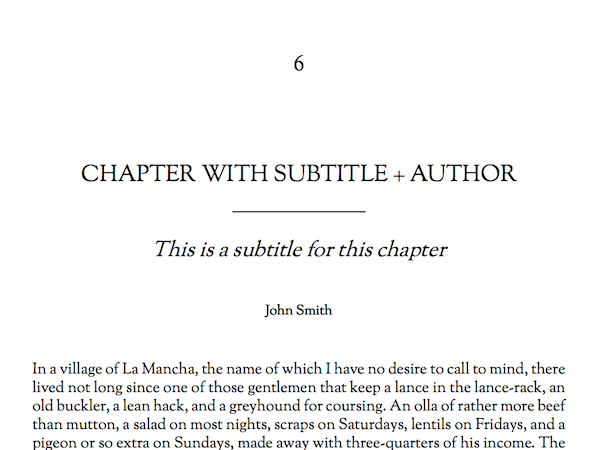 6
CHAPTER WITH SUBTITLE + AUTHOR
This is a subtitle for this chapter
John Smith
In a village of La Mancha, the name of which I have no desire to call to mind, there
lived not long since one of those gentlemen that keep a lance in the lance-rack, an
old buckler, a lean hack, and a greyhound for coursing. An olla of rather more beef
than mutton, a salad on most nights, scraps on Saturdays, lentils on Fridays, and a
pigeon or so extra on Sundays, made away with three-quarters of his income. The